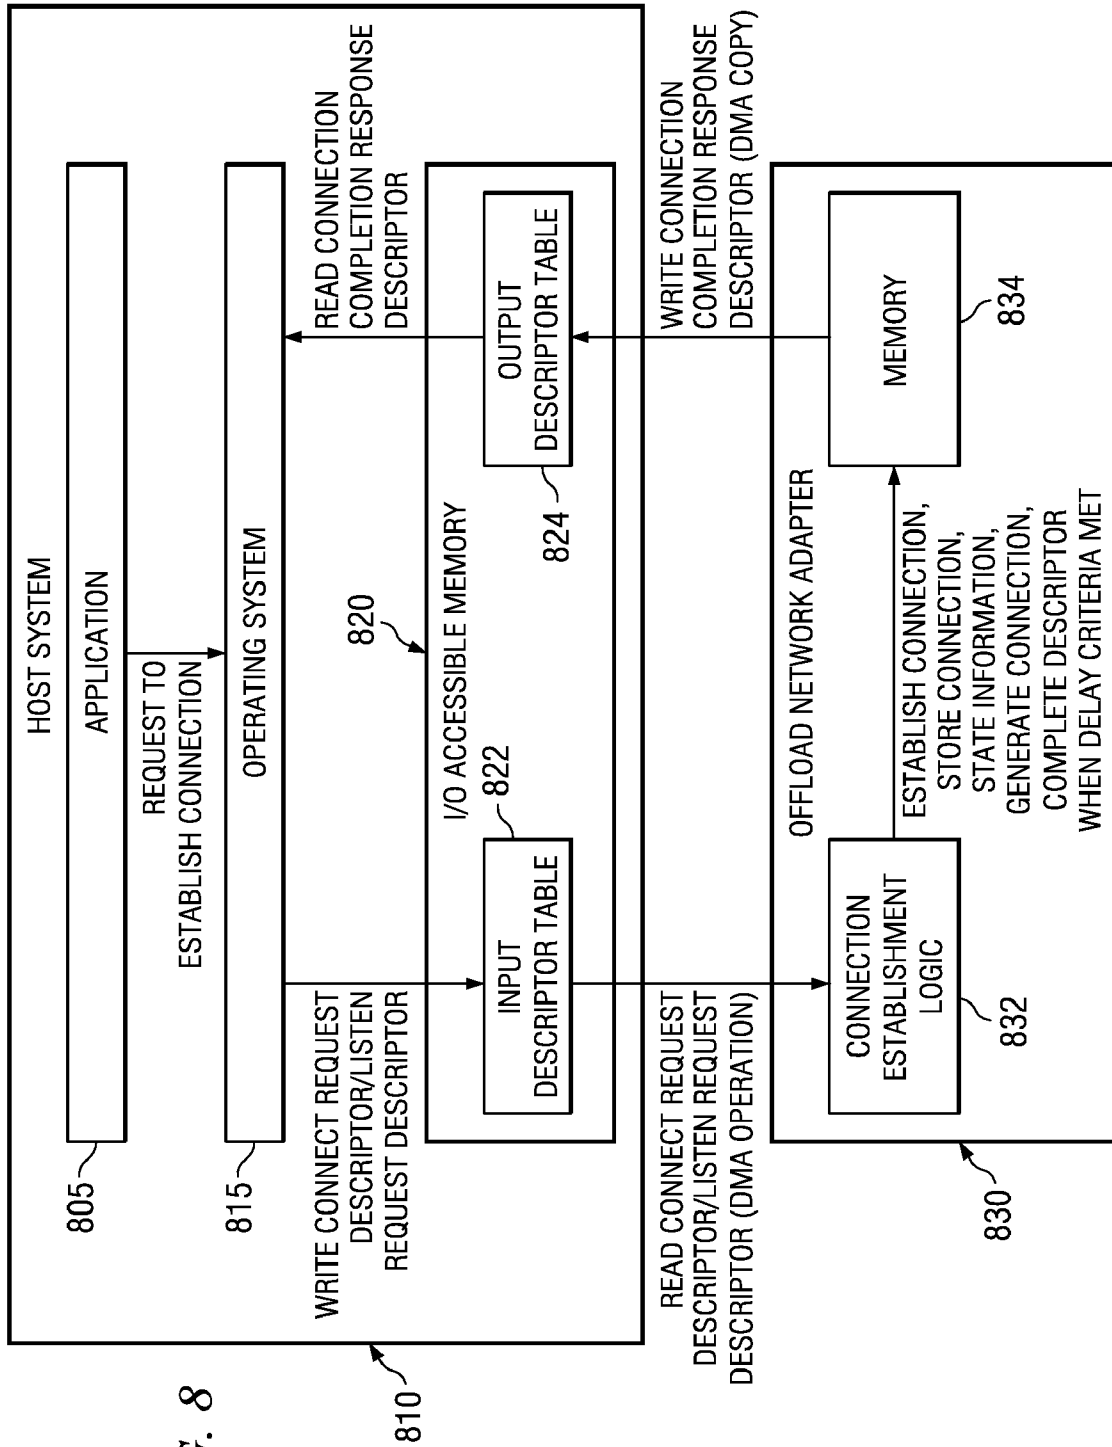 HOST SYSTEM
APPLICATION
805
REQUEST TO
ESTABLISH CONNECTION
OPERATING SYSTEM
815
WRITE CONNECT REQUEST
DESCRIPTOR/LISTEN
REQUEST DESCRIPTOR
READ CONNECTION
COMPLETION RESPONSE
DESCRIPTOR
820
I/O ACCESSIBLE MEMORY
822
INPUT
DESCRIPTOR TABLE
OUTPUT
DESCRIPTOR TABLE
824
810
READ CONNECT REQUEST
DESCRIPTOR/LISTEN REQUEST
DESCRIPTOR (DMA OPERATION)
WRITE CONNECTION
COMPLETION RESPONSE
DESCRIPTOR (DMA COPY)
OFFLOAD NETWORK ADAPTER
CONNECTION
ESTABLISHMENT
LOGIC
832
ESTABLISH CONNECTION,
STORE CONNECTION,
STATE INFORMATION,
GENERATE CONNECTION,
COMPLETE DESCRIPTOR
WHEN DELAY CRITERIA MET
MEMORY
834
830
8